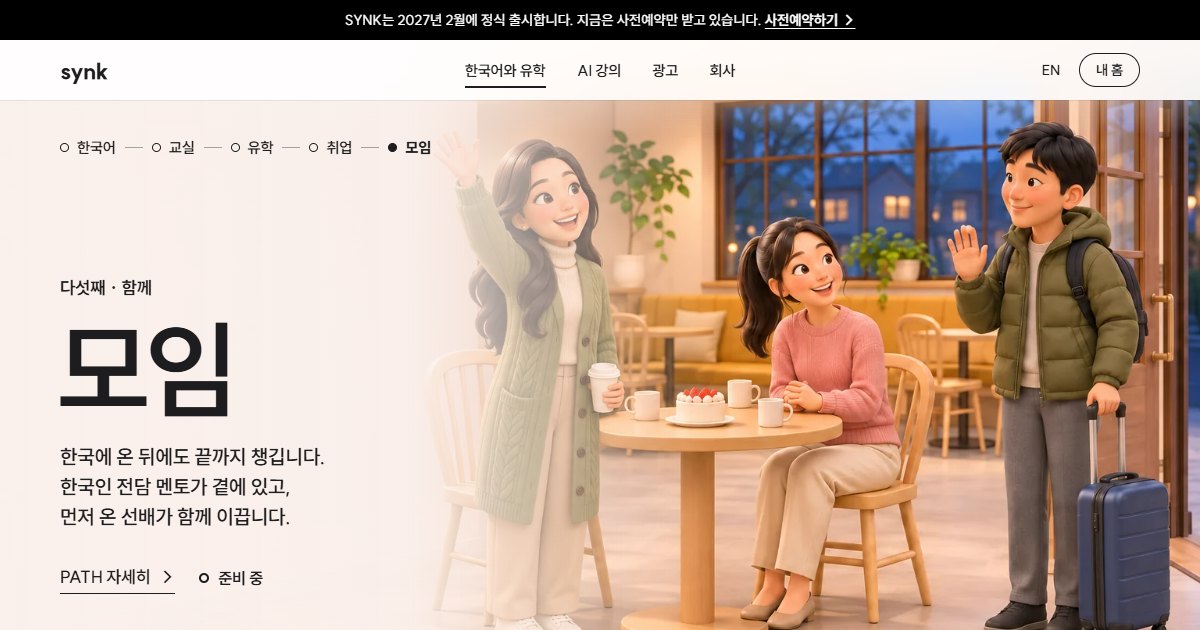 SYNK는 2027년 2월에 정식 출시합니다. 지금은 사전예약만 받고 있습니다. 사전예약하기
synk 한국어와 유학 AI 강의 광고 회사 EN 내 홈
한국어 교실 유학 취업 모임
다섯째 · 함께
모임
한국에 온 뒤에도 끝까지 챙깁니다.
한국인 전담 멘토가 곁에 있고,
먼저 온 선배가 함께 이끕니다.
PATH 자세히 준비 중